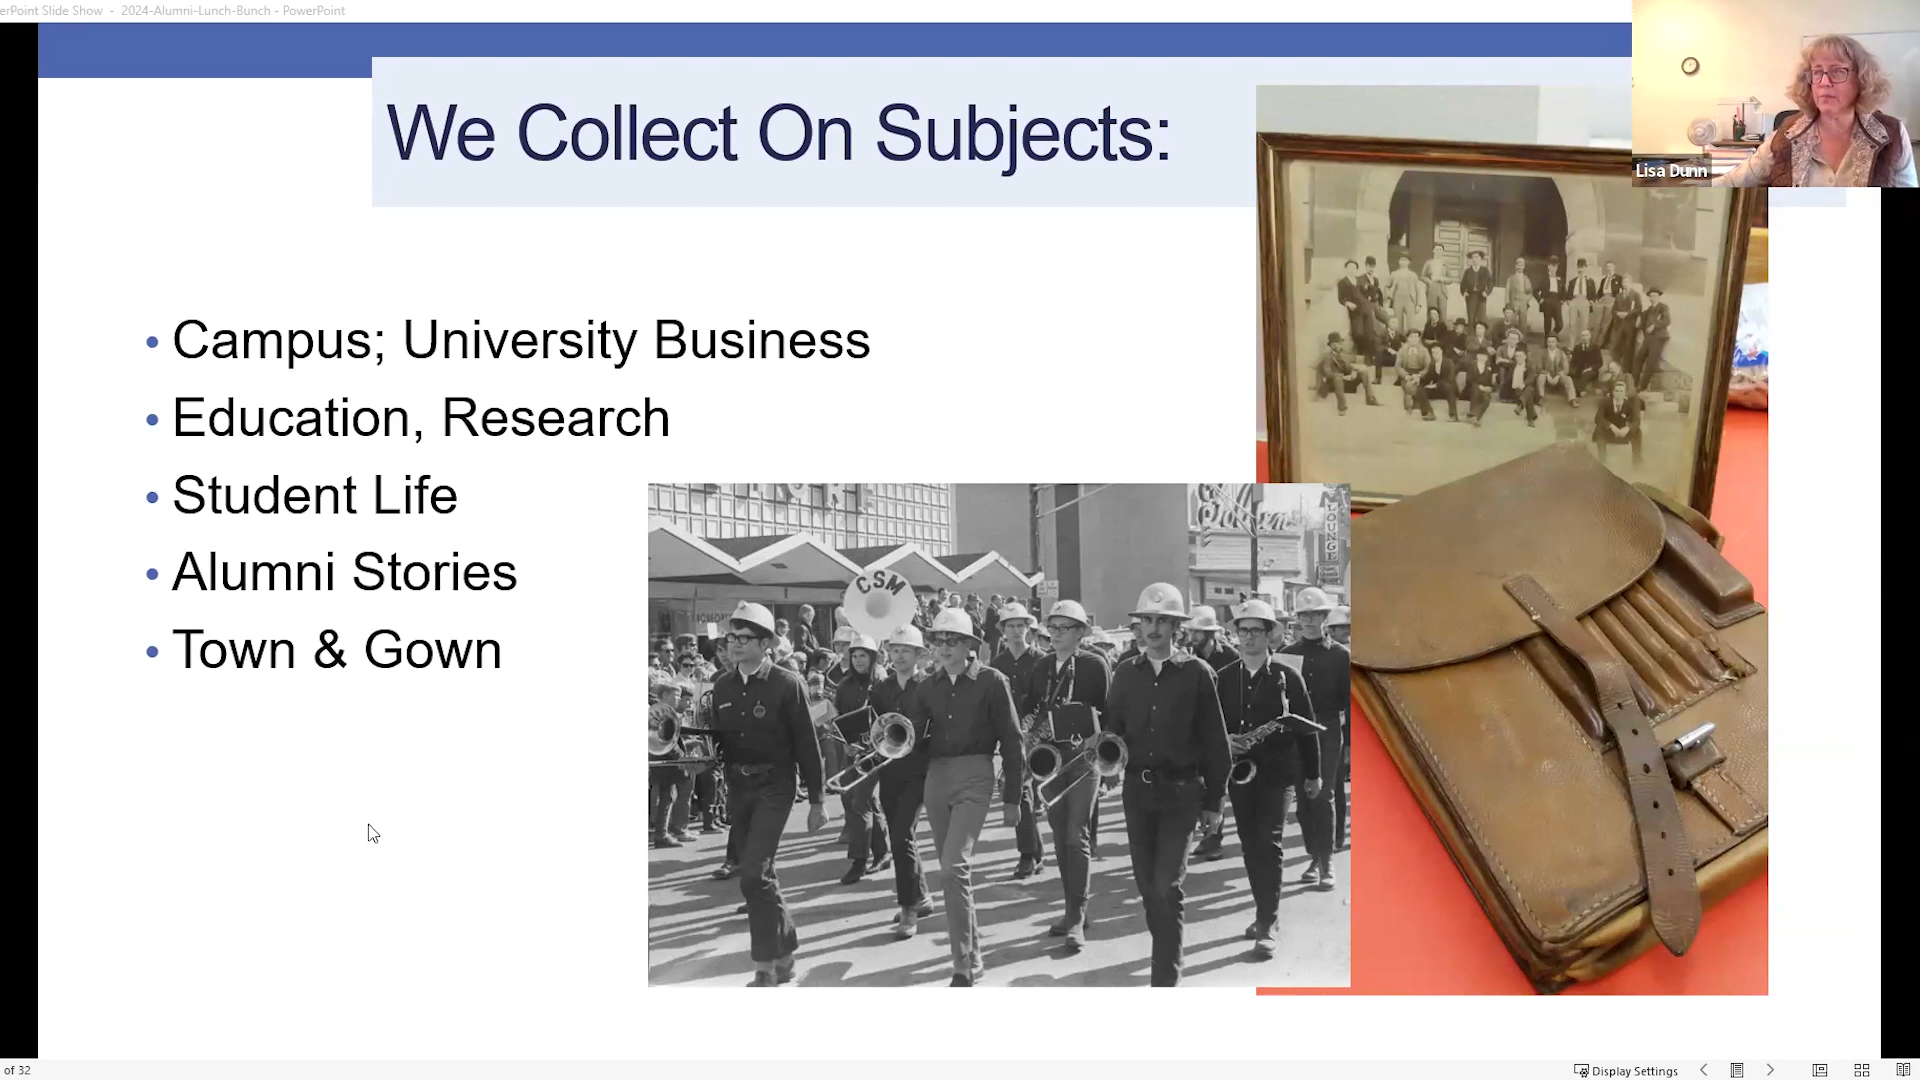 erPoint Slide Show - 2024-Alumni-Lunch-Bunch - PowerPoint
We Collect On Subjects:
Lisa Dunn
• Campus; University Business
• Education, Research
• Student Life
• Alumni Stories
• Town & Gown
CSM
LOUNGE
of 32
Display Settings